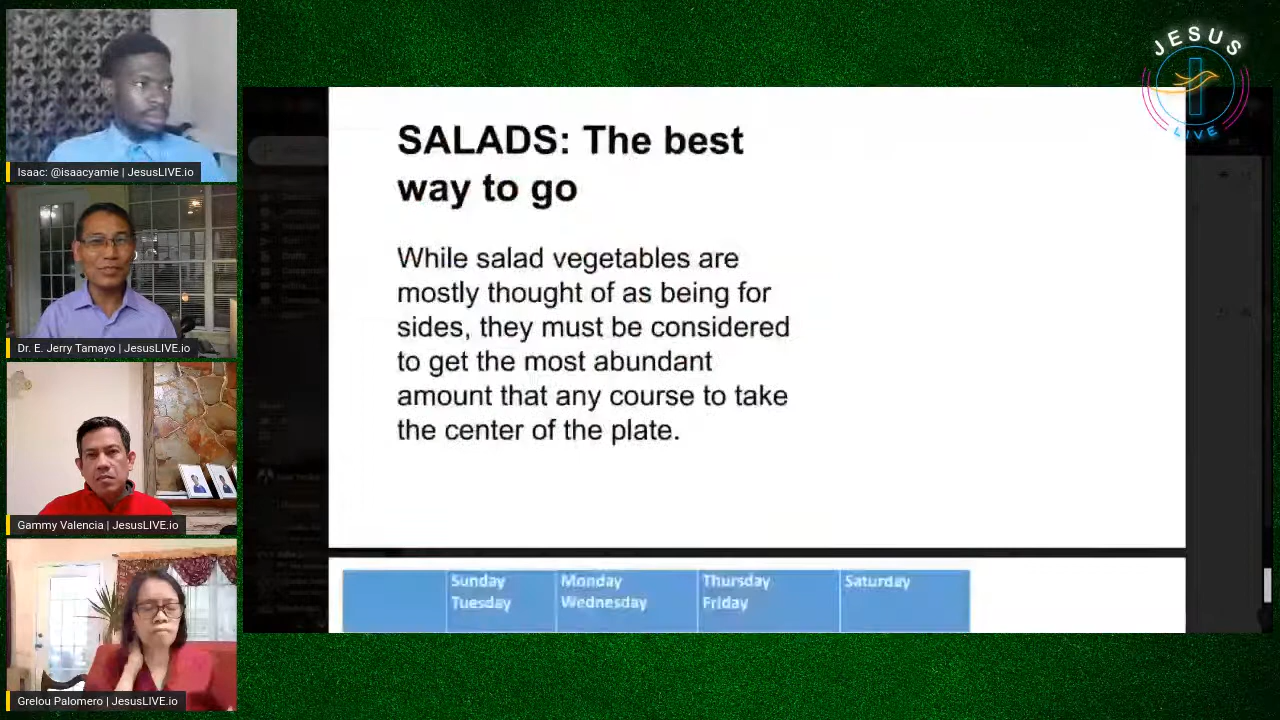 Isaac: @isaacyamie | JesusLIVE.io
Dr. E. Jerry Tamayo | JesusLIVE.io
Gammy Valencia | JesusLIVE.io
Grelou Palomero | JesusLIVE.io
JESUS
LIVE
SALADS: The best
way to go
While salad vegetables are
mostly thought of as being for
sides, they must be considered
to get the most abundant
amount that any course to take
the center of the plate.
Sunday
Tuesday
Monday
Wednesday
Thursday
Friday
Saturday